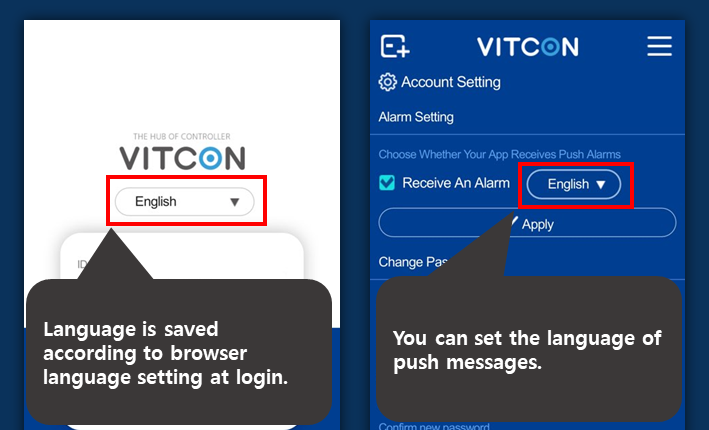 THE HUB OF CONTROLLER
VITCON
English
ID
Language is saved
according to browser
language setting at login.
VITCON
Account Setting
Alarm Setting
Choose Whether Your App Receives Push Alarms
Receive An Alarm
English
Apply
Change Pas
You can set the language of
push messages.
Confirm new password